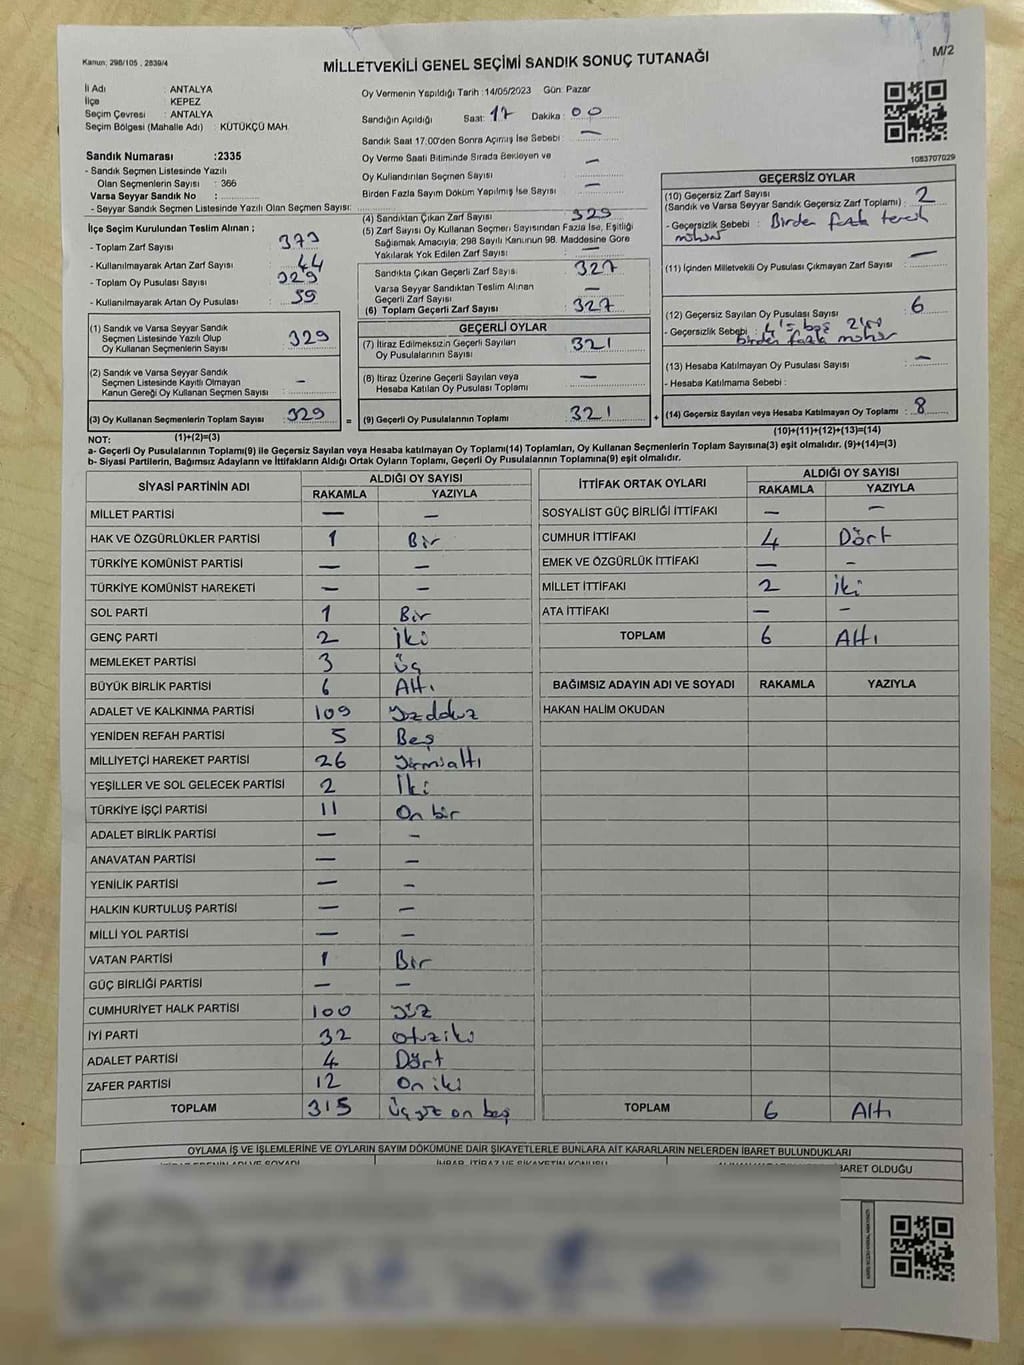 Kanun: 298/105 , 2839/4
MİLLETVEKİLİ GENEL SEÇİMİ SANDIK SONUÇ TUTANAĞI
M/2
İl Adı : ANTALYA
İlçe : KEPEZ
Seçim Çevresi : ANTALYA
Seçim Bölgesi (Mahalle Adı) : KÜTÜKÇÜ MAH.
Oy Vermenin Yapıldığı Tarih :14/05/2023 Gün: Pazar
Sandığın Açıldığı Saat: 17 Dakika : 00
Sandık Saat 17.00'den Sonra Açılmış İse Sebebi : —
Oy Verme Saati Bitiminde Sırada Bekleyen ve
Oy Kullandırılan Seçmen Sayısı : —
Birden Fazla Sayım Döküm Yapılmış İse Sayısı : —
1083707029
Sandık Numarası :2335
- Sandık Seçmen Listesinde Yazılı
Olan Seçmenlerin Sayısı : 366
Varsa Seyyar Sandık No :
- Seyyar Sandık Seçmen Listesinde Yazılı Olan Seçmen Sayısı:
İlçe Seçim Kurulundan Teslim Alınan ;
- Toplam Zarf Sayısı : 373
- Kullanılmayarak Artan Zarf Sayısı : 44
- Toplam Oy Pusulası Sayısı : 329
- Kullanılmayarak Artan Oy Pusulası : 59
(1) Sandık ve Varsa Seyyar Sandık
Seçmen Listesinde Yazılı Olup
Oy Kullanan Seçmenlerin Sayısı : 329
(2) Sandık ve Varsa Seyyar Sandık
Seçmen Listesinde Kayıtlı Olmayan
Kanun Gereği Oy Kullanan Seçmen Sayısı : —
(3) Oy Kullanan Seçmenlerin Toplam Sayısı : 329
(1)+(2)=(3)
(4) Sandıktan Çıkan Zarf Sayısı : 329
(5) Zarf Sayısı Oy Kullanan Seçmen Sayısından Fazla İse, Eşitliği
Sağlamak Amacıyla, 298 Sayılı Kanunun 98. Maddesine Göre
Yakılarak Yok Edilen Zarf Sayısı : —
Sandıkta Çıkan Geçerli Zarf Sayısı : 327
Varsa Seyyar Sandıktan Teslim Alınan
Geçerli Zarf Sayısı : —
(6) Toplam Geçerli Zarf Sayısı : 327
GEÇERLİ OYLAR
(7) İtiraz Edilmeksizin Geçerli Sayılan
Oy Pusulalarının Sayısı : 321
(8) İtiraz Üzerine Geçerli Sayılan veya
Hesaba Katılan Oy Pusulası Toplamı : —
= (9) Geçerli Oy Pusulalarının Toplamı : 321
GEÇERSİZ OYLAR
(10) Geçersiz Zarf Sayısı
(Sandık ve Varsa Seyyar Sandık Geçersiz Zarf Toplamı) : 2
- Geçersizlik Sebebi : Birden fazla tercih
mühür
(11) İçinden Milletvekili Oy Pusulası Çıkmayan Zarf Sayısı : —
(12) Geçersiz Sayılan Oy Pusulası Sayısı : 6
- Geçersizlik Sebebi : 4'ü boş 2'si
birden fazla mühür
(13) Hesaba Katılmayan Oy Pusulası Sayısı : —
- Hesaba Katılmama Sebebi :
+ (14) Geçersiz Sayılan veya Hesaba Katılmayan Oy Toplamı : 8
(10)+(11)+(12)+(13)=(14)
NOT:
a- Geçerli Oy Pusulalarının Toplamı(9) ile Geçersiz Sayılan veya Hesaba katılmayan Oy Toplamı(14) Toplamları, Oy Kullanan Seçmenlerin Toplam Sayısına(3) eşit olmalıdır. (9)+(14)=(3)
b- Siyasi Partilerin, Bağımsız Adayların ve İttifakların Aldığı Ortak Oyların Toplamı, Geçerli Oy Pusulalarının Toplamına(9) eşit olmalıdır.
SİYASİ PARTİNİN ADI ALDIĞI OY SAYISI
RAKAMLA YAZIYLA
MİLLET PARTİSİ — —
HAK VE ÖZGÜRLÜKLER PARTİSİ 1 Bir
TÜRKİYE KOMÜNİST PARTİSİ — —
TÜRKİYE KOMÜNİST HAREKETİ — —
SOL PARTİ 1 Bir
GENÇ PARTİ 2 İki
MEMLEKET PARTİSİ 3 Üç
BÜYÜK BİRLİK PARTİSİ 6 Altı
ADALET VE KALKINMA PARTİSİ 109 Yüzdokuz
YENİDEN REFAH PARTİSİ 5 Beş
MİLLİYETÇİ HAREKET PARTİSİ 26 Yirmialtı
YEŞİLLER VE SOL GELECEK PARTİSİ 2 İki
TÜRKİYE İŞÇİ PARTİSİ 11 On bir
ADALET BİRLİK PARTİSİ — —
ANAVATAN PARTİSİ — —
YENİLİK PARTİSİ — —
HALKIN KURTULUŞ PARTİSİ — —
MİLLİ YOL PARTİSİ — —
VATAN PARTİSİ 1 Bir
GÜÇ BİRLİĞİ PARTİSİ — —
CUMHURİYET HALK PARTİSİ 100 Yüz
İYİ PARTİ 32 Otuziki
ADALET PARTİSİ 4 Dört
ZAFER PARTİSİ 12 On iki
TOPLAM 315 Üçyüz on beş
İTTİFAK ORTAK OYLARI ALDIĞI OY SAYISI
RAKAMLA YAZIYLA
SOSYALİST GÜÇ BİRLİĞİ İTTİFAKI — —
CUMHUR İTTİFAKI 4 Dört
EMEK VE ÖZGÜRLÜK İTTİFAKI — —
MİLLET İTTİFAKI 2 İki
ATA İTTİFAKI — —
TOPLAM 6 Altı
BAĞIMSIZ ADAYIN ADI VE SOYADI RAKAMLA YAZIYLA
HAKAN HALİM OKUDAN
TOPLAM 6 Altı
OYLAMA İŞ VE İŞLEMLERİNE VE OYLARIN SAYIM DÖKÜMÜNE DAİR ŞİKAYETLERLE BUNLARA AİT KARARLARIN NELERDEN İBARET BULUNDUKLARI
İHBAR, İTİRAZ VE ŞİKAYETİN KONUSU
İBARET OLDUĞU